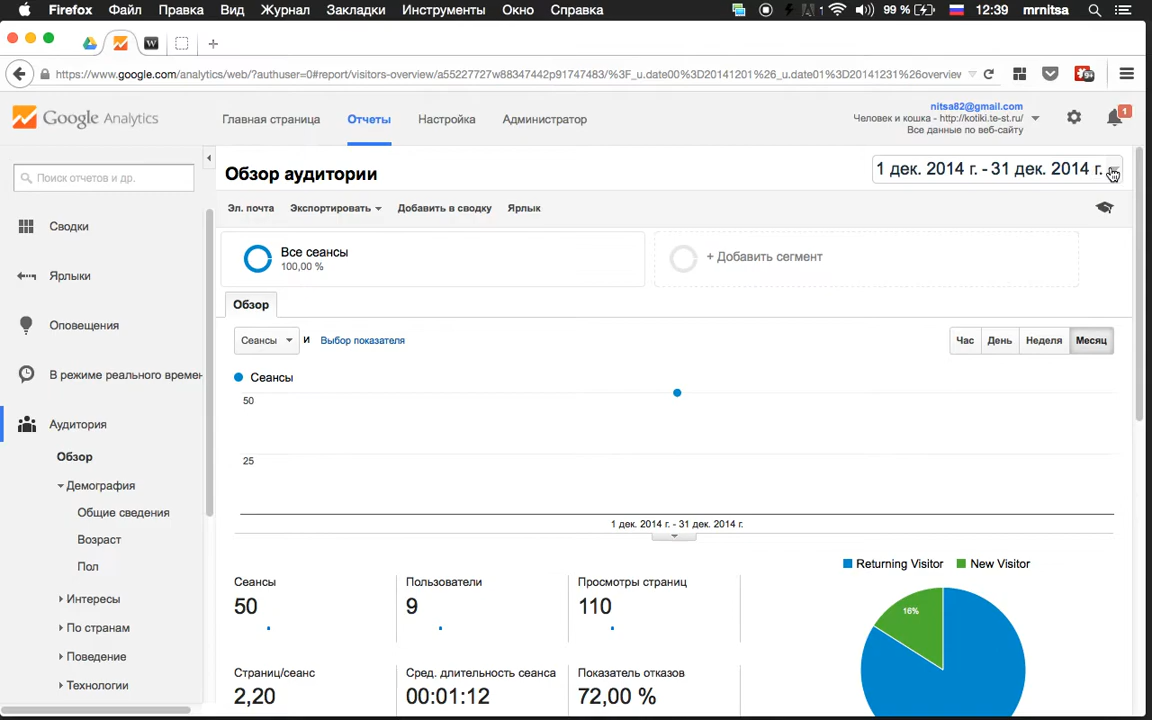 Firefox Файл Правка Вид Журнал Закладки Инструменты Окно Справка 1 99 % 12:39 mrnitsa
W
https://www.google.com/analytics/web/?authuser=0#report/visitors-overview/a55227727w88347442p91747483/%3F_u.date00%3D20141201%26_u.date01%3D20141231%26overview 9+
Google Analytics
Главная страница Отчеты Настройка Администратор
nitsa82@gmail.com
Человек и кошка - http://kotiki.te-st.ru/
Все данные по веб-сайту
1
Поиск отчетов и др.
Сводки
Ярлыки
Оповещения
В режиме реального времен
Аудитория
Обзор
Демография
Общие сведения
Возраст
Пол
Интересы
По странам
Поведение
Технологии
Обзор аудитории
1 дек. 2014 г. - 31 дек. 2014 г.
Эл. почта Экспортировать Добавить в сводку Ярлык
Все сеансы
100,00 %
+ Добавить сегмент
Обзор
Сеансы и Выбор показателя
Час День Неделя Месяц
Сеансы
50
25
1 дек. 2014 г. - 31 дек. 2014 г.
Сеансы
50
Пользователи
9
Просмотры страниц
110
Страниц/сеанс
2,20
Сред. длительность сеанса
00:01:12
Показатель отказов
72,00 %
Returning Visitor New Visitor
16%